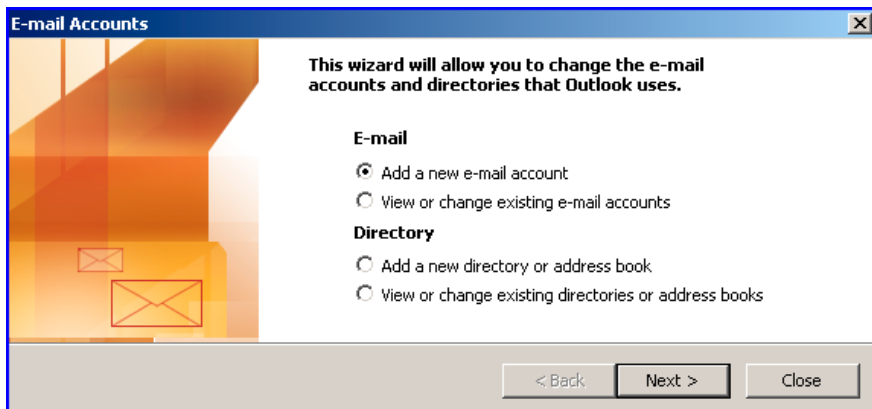 E-mail Accounts
This wizard will allow you to change the e-mail
accounts and directories that Outlook uses.
E-mail
Add a new e-mail account
View or change existing e-mail accounts
Directory
Add a new directory or address book
View or change existing directories or address books
< Back Next > Close